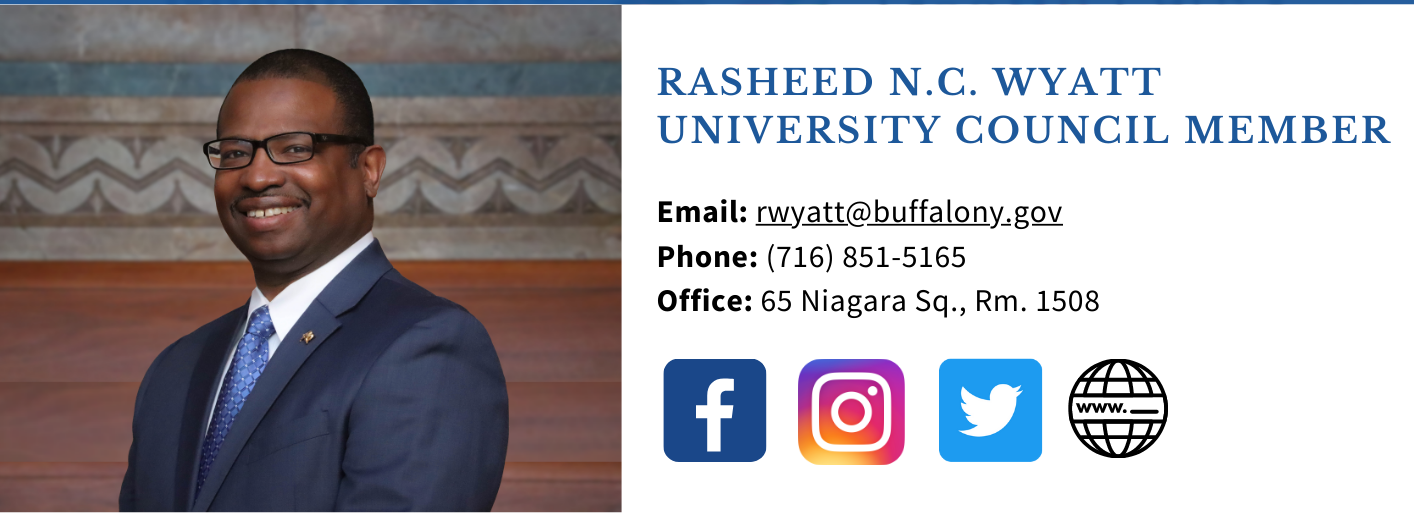 RASHEED N.C. WYATT
UNIVERSITY COUNCIL MEMBER
Email: rwyatt@buffalony.gov
Phone: (716) 851-5165
Office: 65 Niagara Sq., Rm. 1508
www.